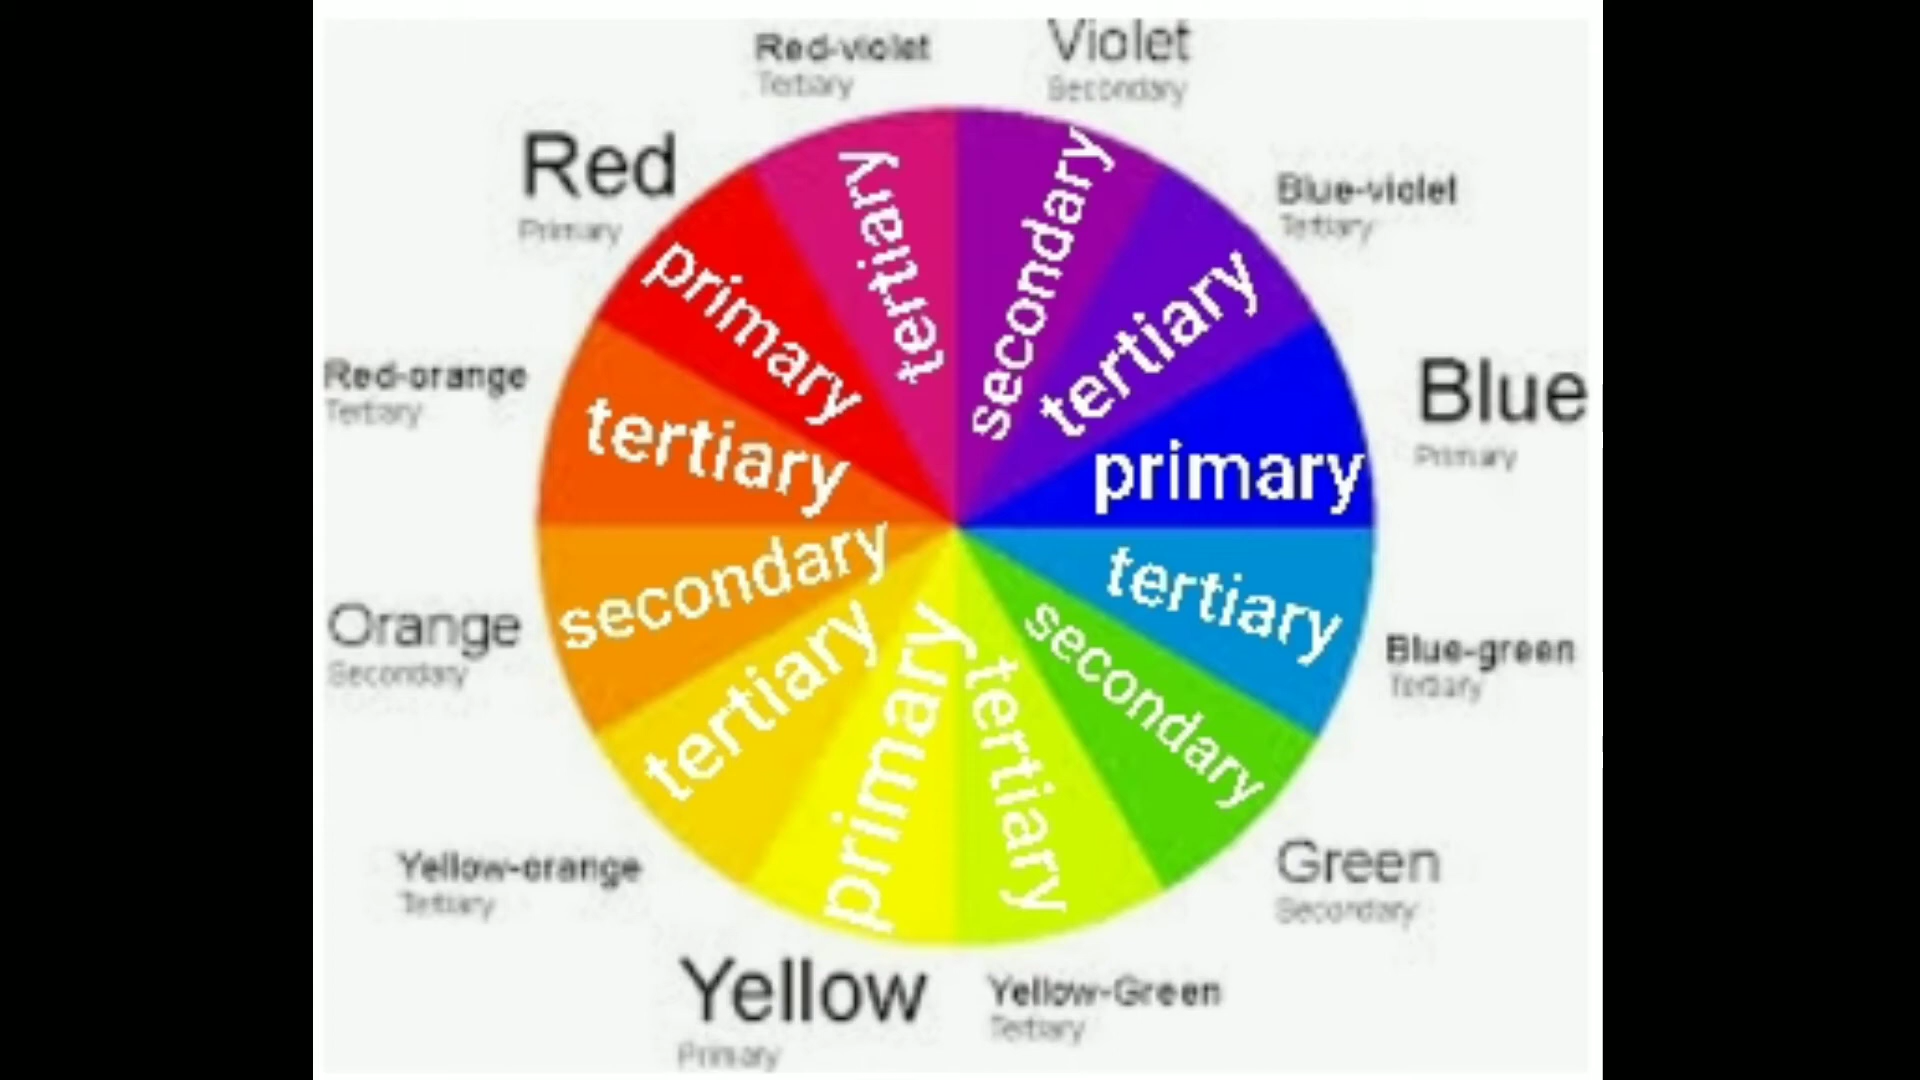 Red-violet
Tertiary
Violet
Secondary
Red
Primary
Blue-violet
Tertiary
Red-orange
Tertiary
Blue
Primary
Orange
Secondary
Blue-green
Tertiary
Yellow-orange
Tertiary
Green
Secondary
Yellow
Primary
Yellow-Green
Tertiary
tertiary
secondary
tertiary
primary
tertiary
secondary
tertiary
primary
tertiary
secondary
tertiary
primary